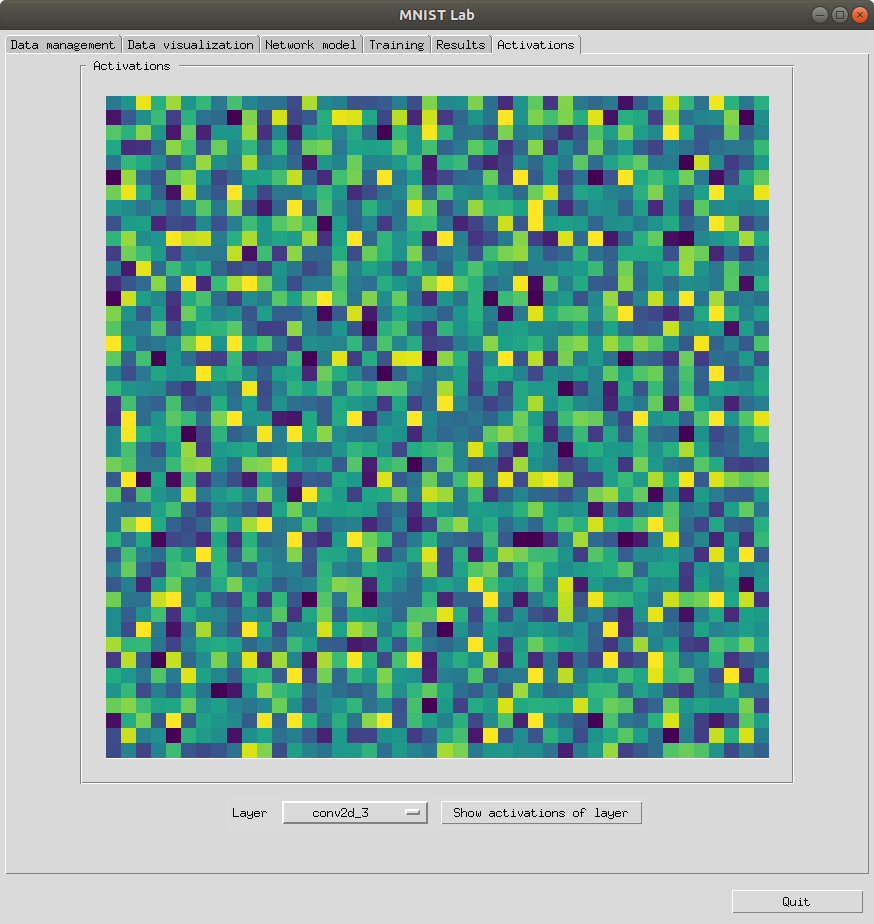 MNIST Lab
Data management Data visualization Network model Training Results Activations
Activations
Layer conv2d_3 Show activations of layer
Quit